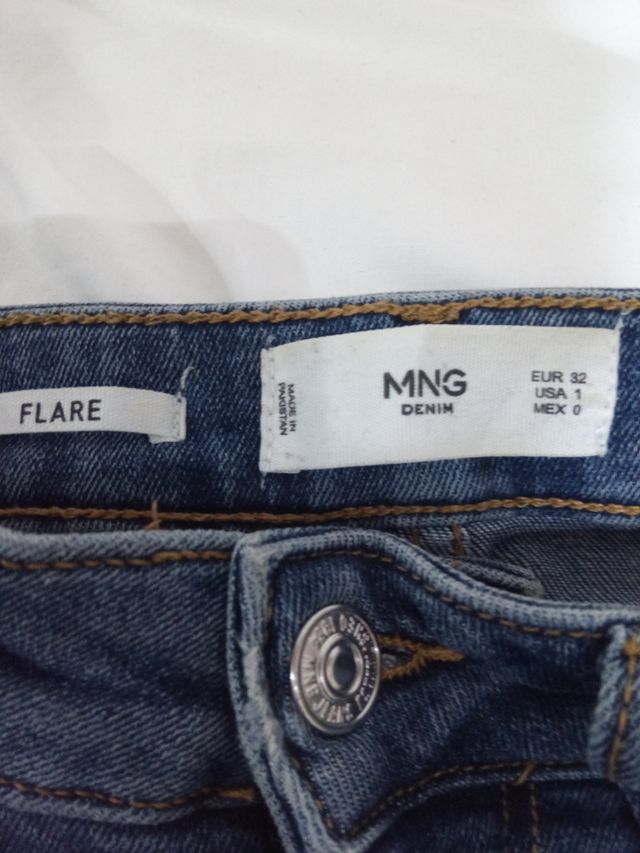 FLARE
MADE IN
PAKISTAN
MNG
DENIM
EUR 32
USA 1
MEX 0